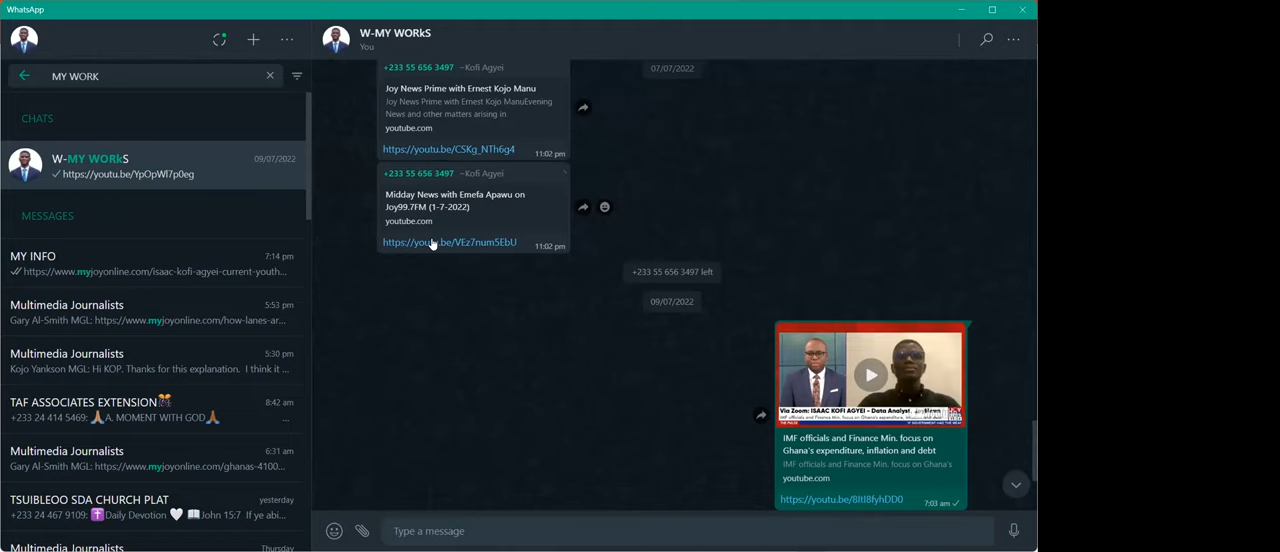 WhatsApp
MY WORK
CHATS
W-MY WORkS
09/07/2022
https://youtu.be/YpOpWl7p0eg
MESSAGES
MY INFO
7:14 pm
https://www.myjoyonline.com/isaac-kofi-agyei-current-youth...
Multimedia Journalists
5:53 pm
Gary Al-Smith MGL: https://www.myjoyonline.com/how-lanes-ar...
Multimedia Journalists
5:30 pm
Kojo Yankson MGL: Hi KOP. Thanks for this explanation. I think it ...
TAF ASSOCIATES EXTENSION
8:42 am
+233 24 414 5469: 🙏A. MOMENT WITH GOD🙏
...
Multimedia Journalists
6:31 am
Gary Al-Smith MGL: https://www.myjoyonline.com/ghanas-4100...
TSUIBLEOO SDA CHURCH PLAT
yesterday
+233 24 467 9109: ✝️Daily Devotion 🤍 📖John 15:7 If ye abi...
Multimedia Journalists
Thursday
W-MY WORkS
You
07/07/2022
+233 55 656 3497 ~Kofi Agyei
Joy News Prime with Ernest Kojo Manu
Joy News Prime with Ernest Kojo ManuEvening
News and other matters arising in
youtube.com
https://youtu.be/CSKg_NTh6g4
11:02 pm
+233 55 656 3497 ~Kofi Agyei
Midday News with Emefa Apawu on
Joy99.7FM (1-7-2022)
youtube.com
https://youtu.be/VEz7num5EbU
11:02 pm
+233 55 656 3497 left
09/07/2022
Via Zoom: ISAAC KOFI AGYEI - Data Analyst,
THE PULSE
IMF officials and Finance Min. focus on
Ghana's expenditure, inflation and debt
IMF officials and Finance Min. focus on Ghana's
youtube.com
https://youtu.be/8ItJ8fyhDD0
7:03 am
Type a message